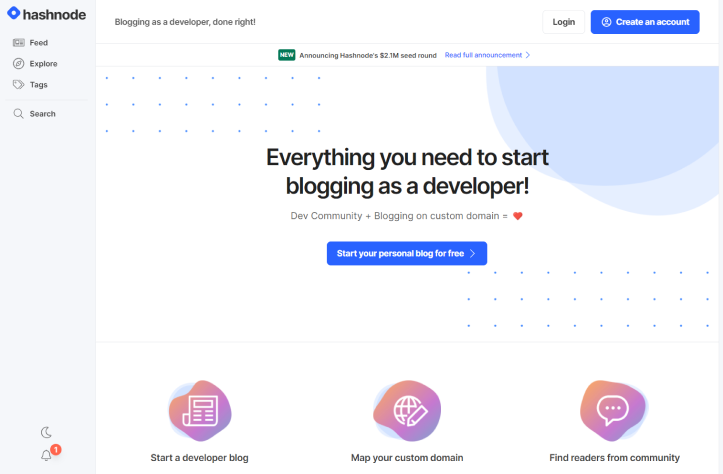 hashnode
Blogging as a developer, done right!
Login
Create an account
Feed
Explore
Tags
Search
NEW Announcing Hashnode's $2.1M seed round Read full announcement
Everything you need to start
blogging as a developer!
Dev Community + Blogging on custom domain = ❤
Start your personal blog for free
1
Start a developer blog
Map your custom domain
Find readers from community